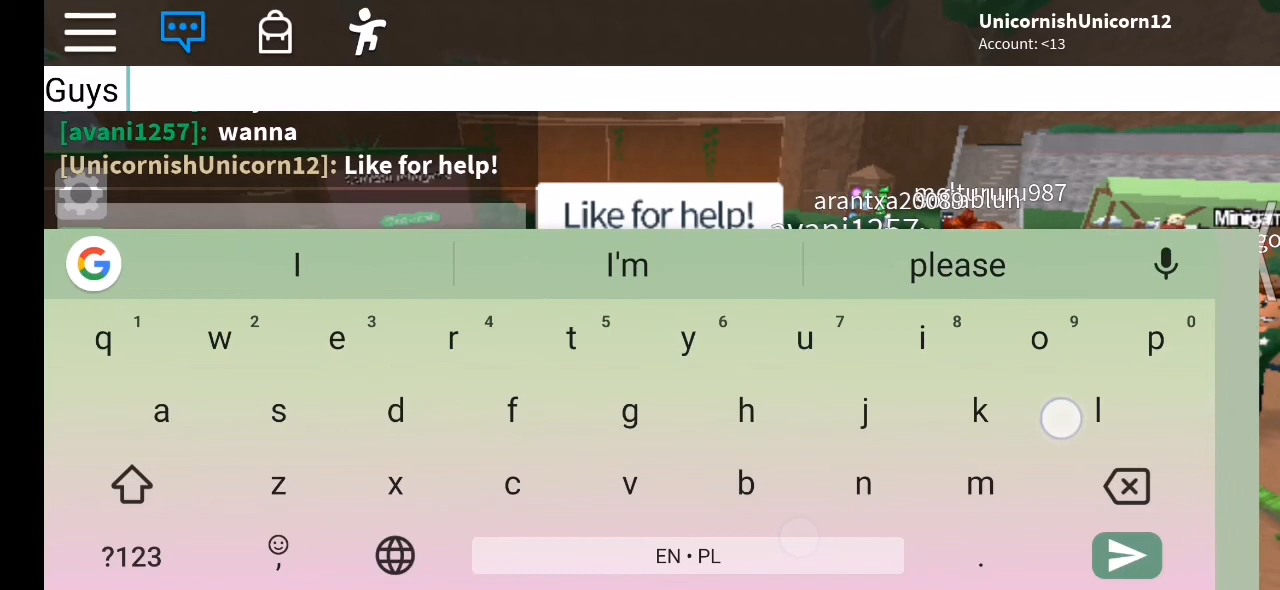 UnicornishUnicorn12
Account: <13
Guys
[avani1257]: wanna
[UnicornishUnicorn12]: Like for help!
Like for help!
avani1257
I I'm please
q 1 w 2 e 3 r 4 t 5 y 6 u 7 i 8 o 9 p 0
a s d f g h j k l
z x c v b n m
?123 , EN • PL .